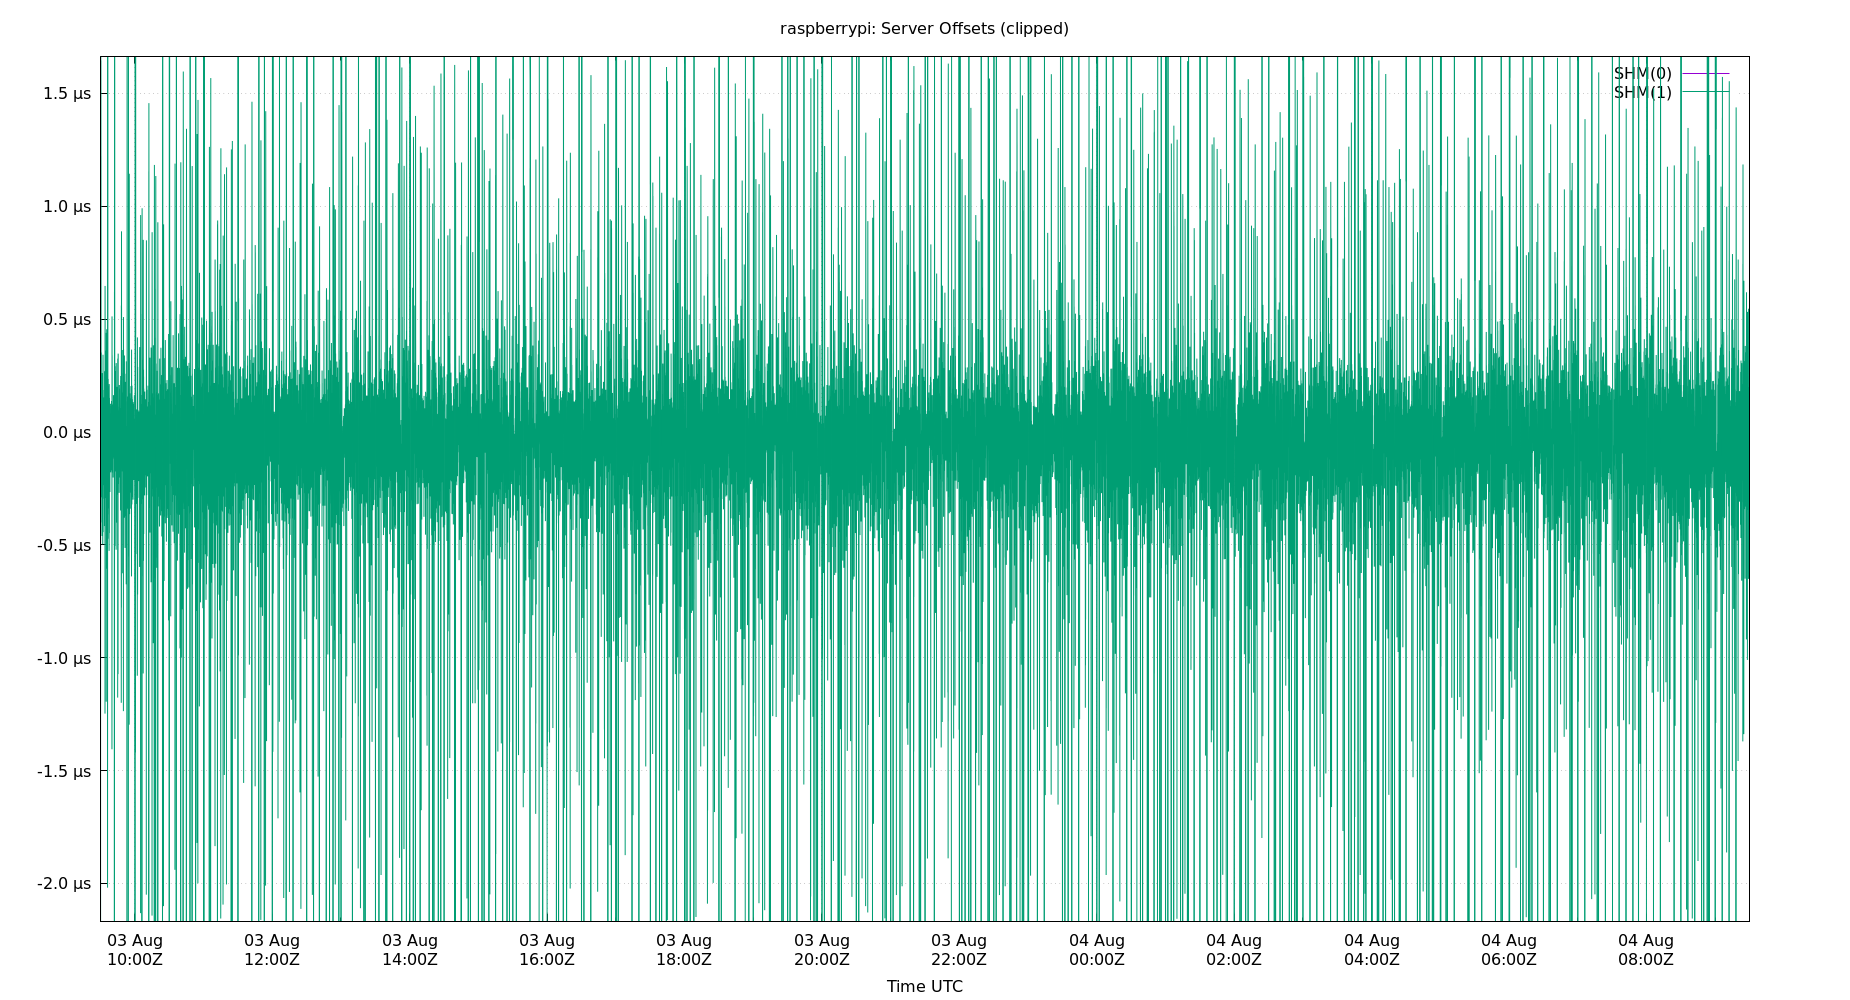 raspberrypi: Server Offsets (clipped)
SHM(0)
SHM(1)
1.5 µs
1.0 µs
0.5 µs
0.0 µs
-0.5 µs
-1.0 µs
-1.5 µs
-2.0 µs
03 Aug 03 Aug 03 Aug 03 Aug 03 Aug 03 Aug 03 Aug 04 Aug 04 Aug 04 Aug 04 Aug 04 Aug
10:00Z 12:00Z 14:00Z 16:00Z 18:00Z 20:00Z 22:00Z 00:00Z 02:00Z 04:00Z 06:00Z 08:00Z
Time UTC